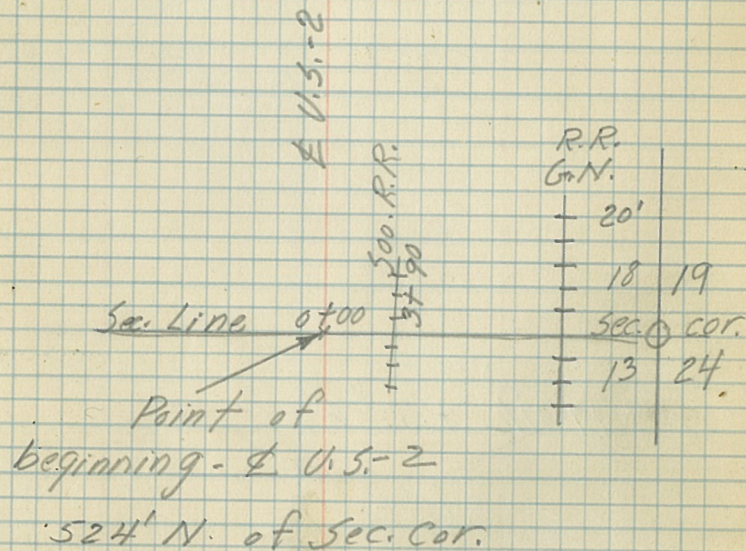 ℄ U.S.-2
500. R.R.
3+90
R.R.
G.N.
20'
18 19
Sec. Line 0+00 Sec. cor.
13 24
Point of
beginning - ℄ U.S.-2
524' N. of Sec. Cor.